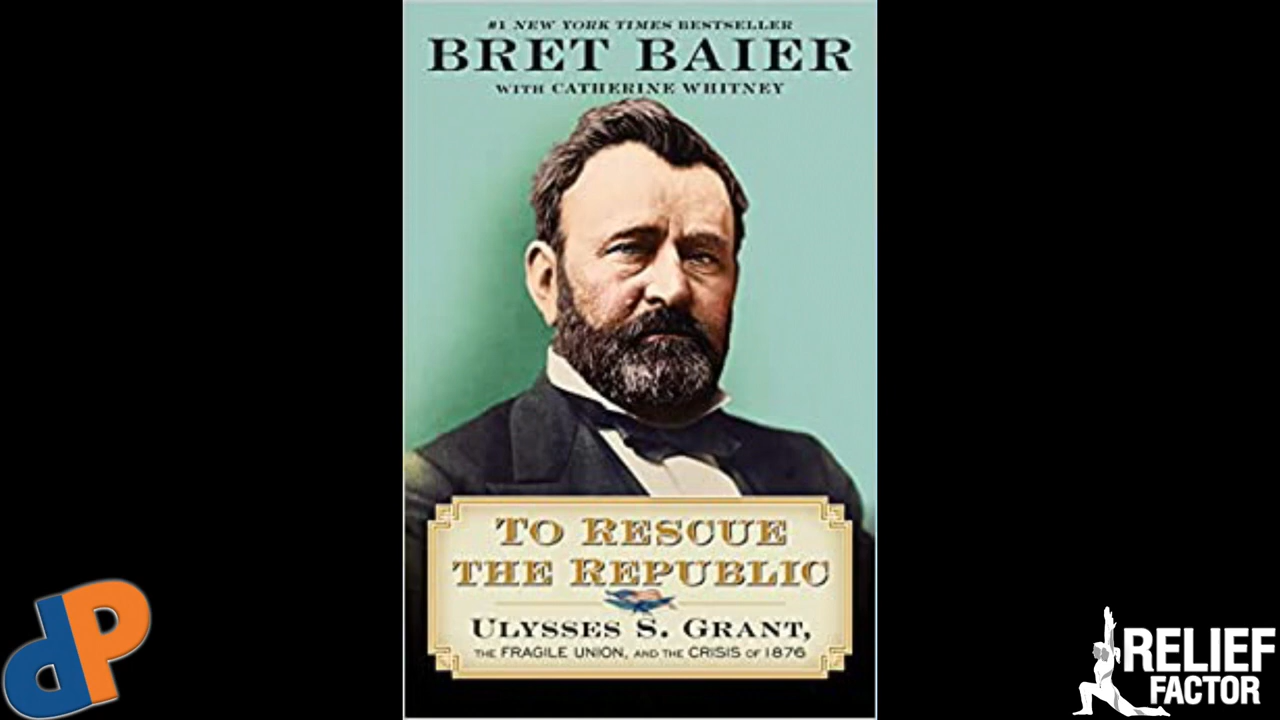 #1 NEW YORK TIMES BESTSELLER
BRET BAIER
WITH CATHERINE WHITNEY
TO RESCUE
THE REPUBLIC
ULYSSES S. GRANT,
THE FRAGILE UNION, AND THE CRISIS OF 1876
dP
RELIEF
FACTOR